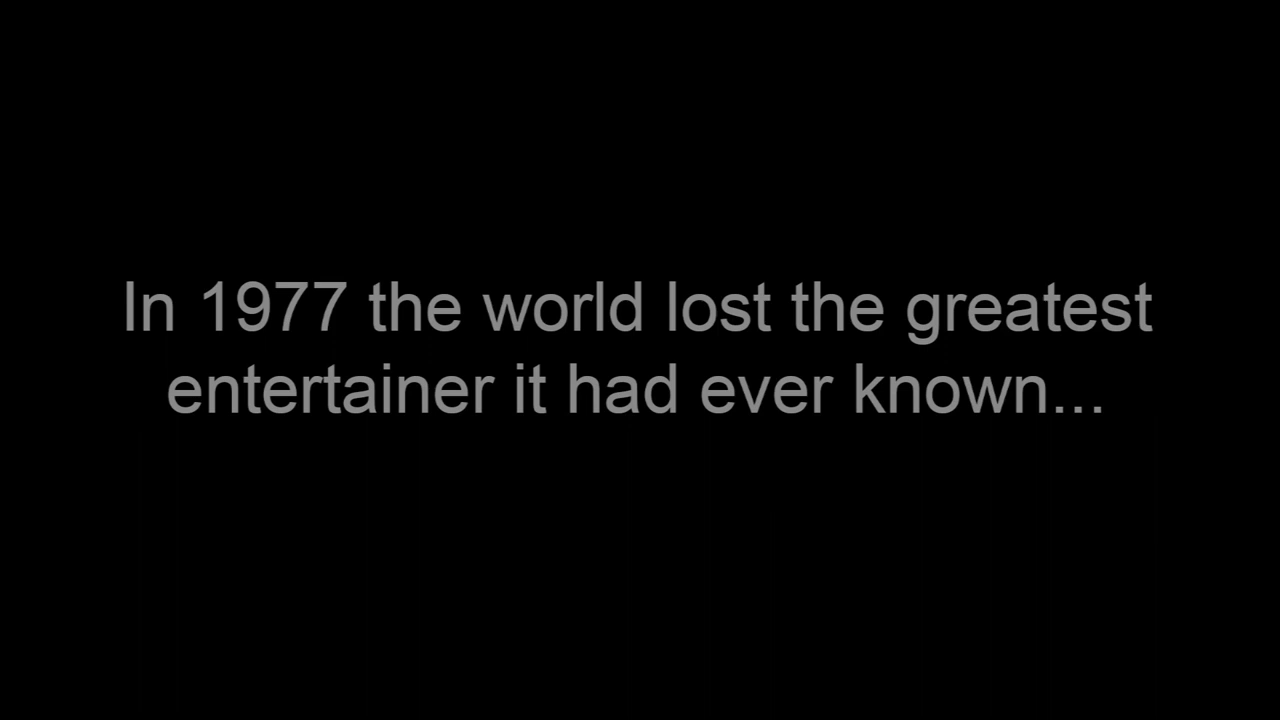 In 1977 the world lost the greatest
entertainer it had ever known...